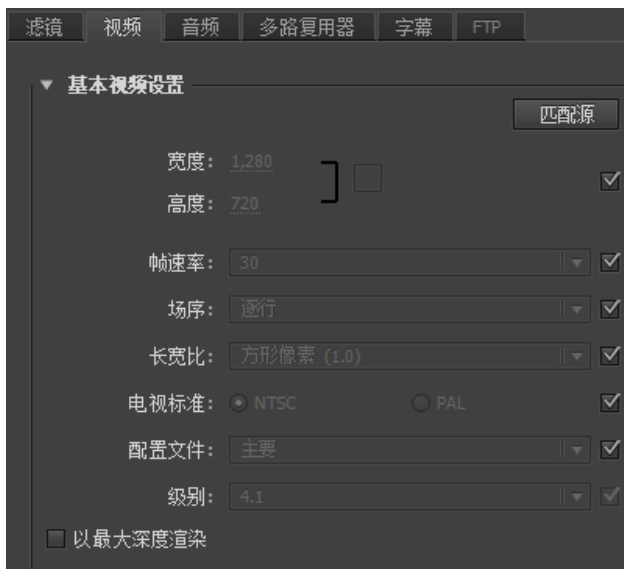 滤镜 视频 音频 多路复用器 字幕 FTP
基本视频设置
匹配源
宽度: 1,280
高度: 720
帧速率: 30
场序: 逐行
长宽比: 方形像素 (1.0)
电视标准: NTSC PAL
配置文件: 主要
级别: 4.1
以最大深度渲染